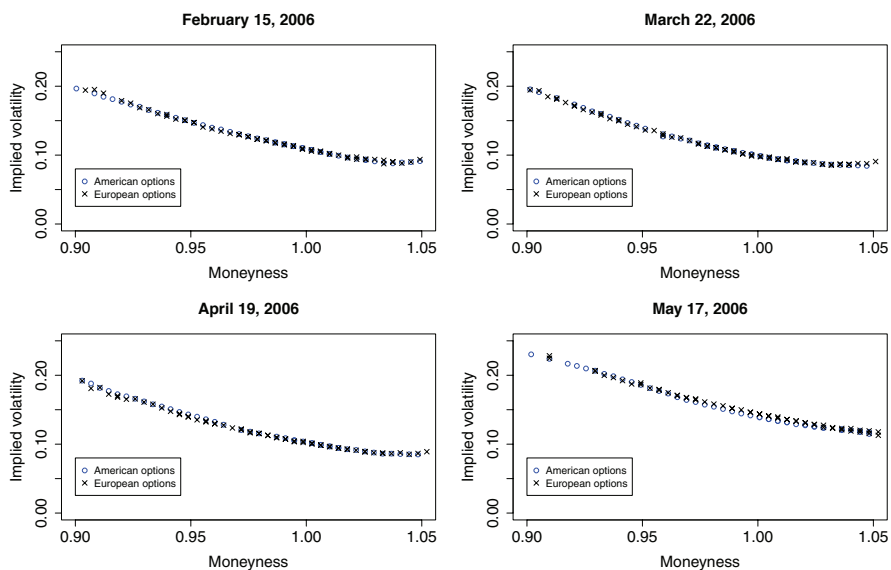 February 15, 2006
Implied volatility
0.20
0.10
0.00
American options
European options
0.90 0.95 1.00 1.05
Moneyness
March 22, 2006
Implied volatility
0.20
0.10
0.00
American options
European options
0.90 0.95 1.00 1.05
Moneyness
April 19, 2006
Implied volatility
0.20
0.10
0.00
American options
European options
0.90 0.95 1.00 1.05
Moneyness
May 17, 2006
Implied volatility
0.20
0.10
0.00
American options
European options
0.90 0.95 1.00 1.05
Moneyness